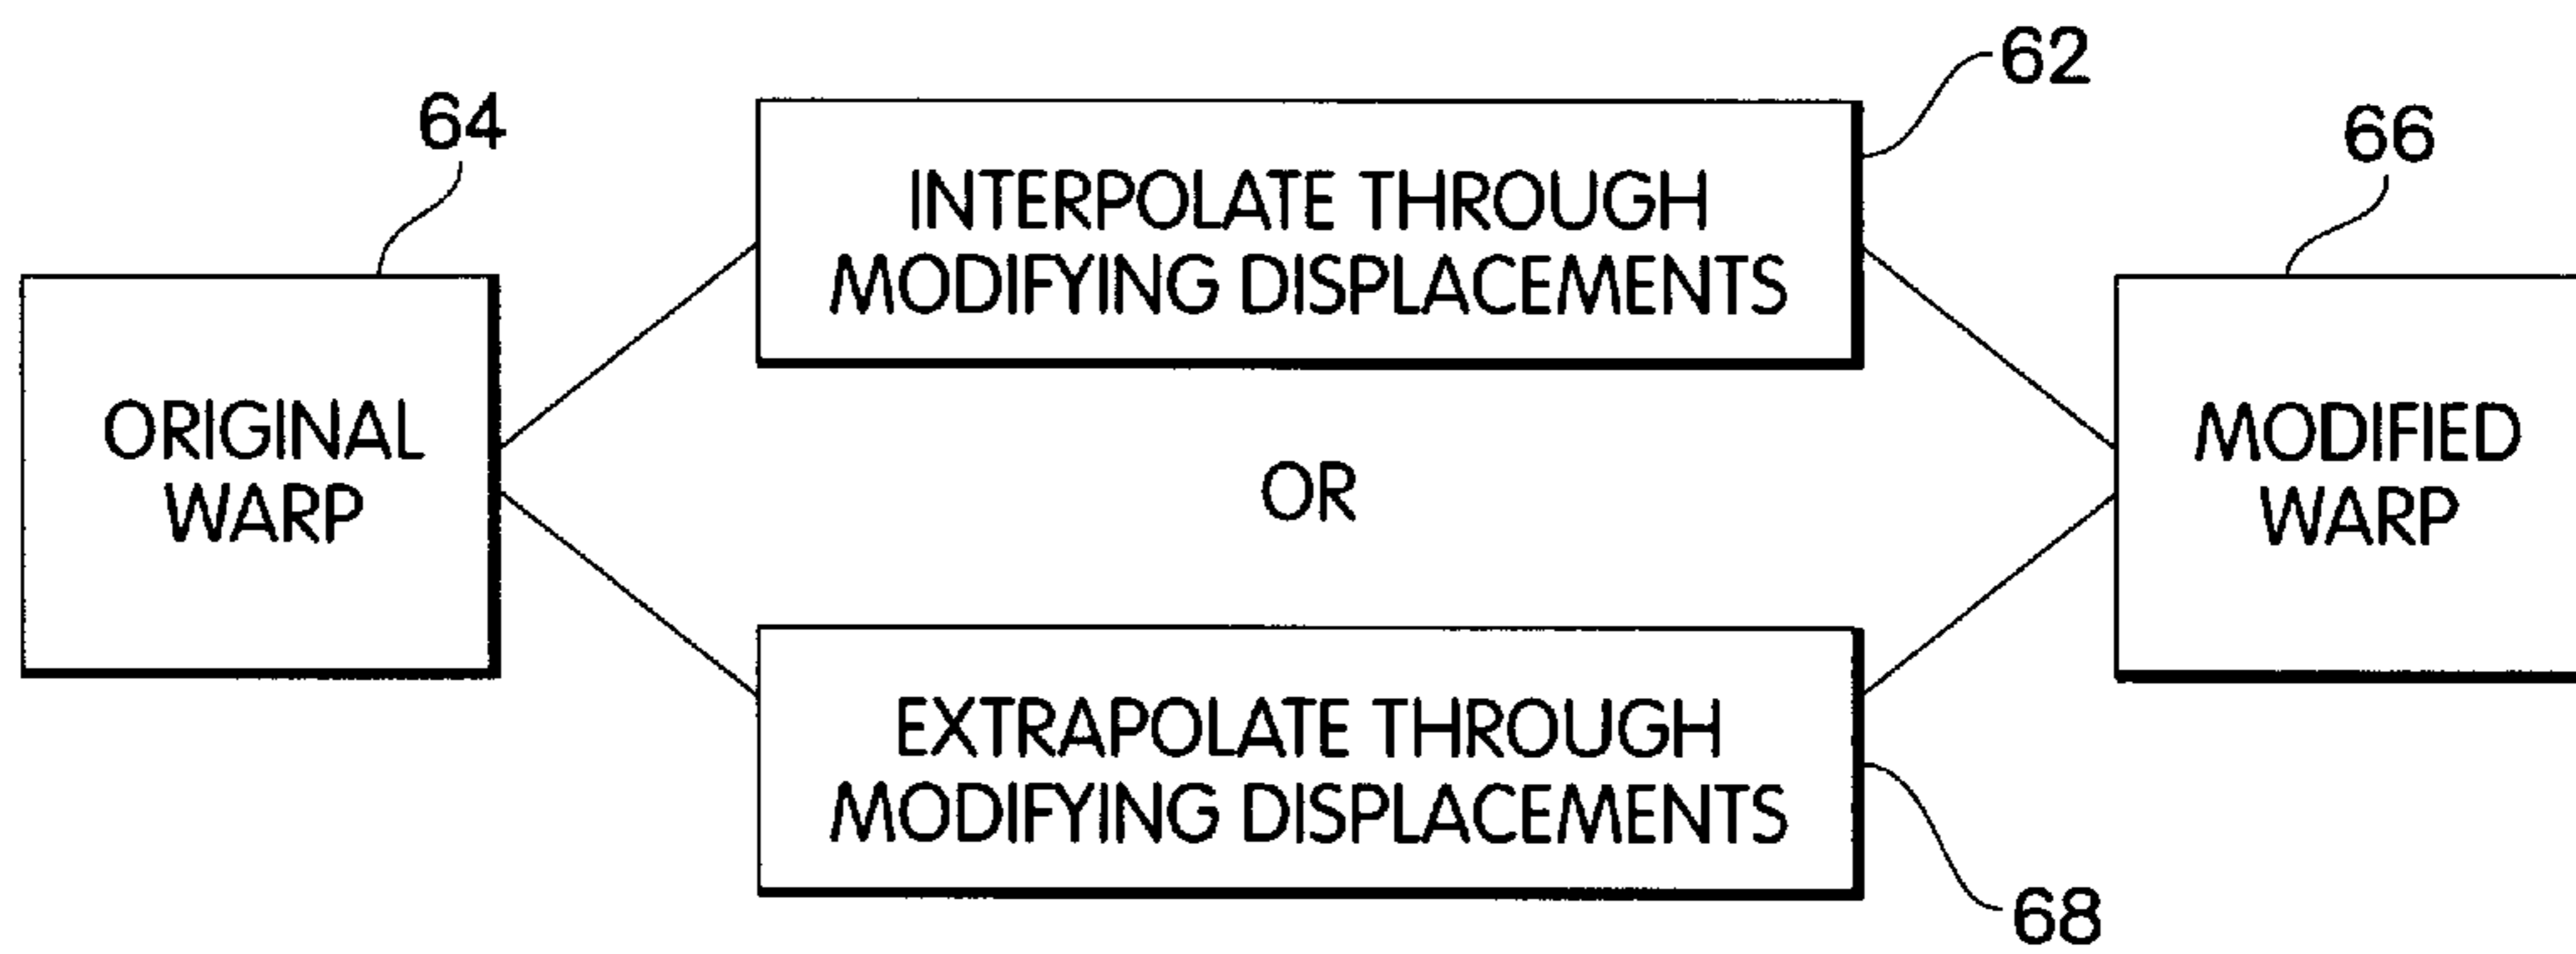 62
64
66
INTERPOLATE THROUGH
MODIFYING DISPLACEMENTS
ORIGINAL
WARP
OR
MODIFIED
WARP
EXTRAPOLATE THROUGH
MODIFYING DISPLACEMENTS
68